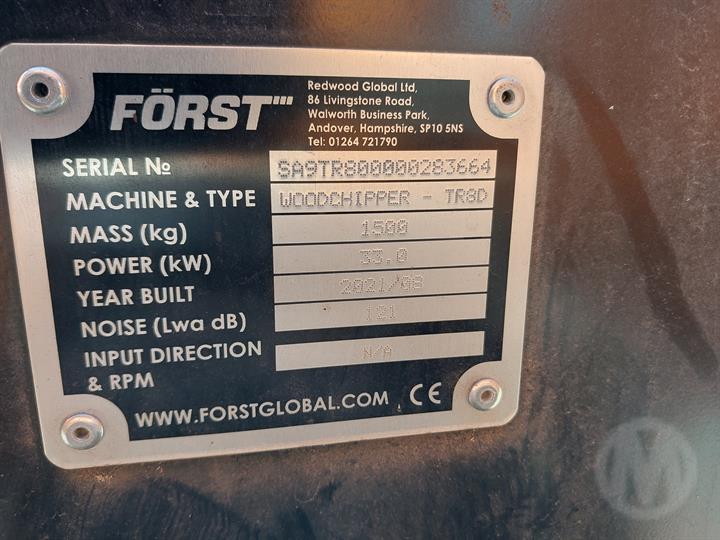 FÖRST
Redwood Global Ltd,
86 Livingstone Road,
Walworth Business Park,
Andover, Hampshire, SP10 5NS
Tel: 01264 721790
SERIAL № SA9TR800000283664
MACHINE & TYPE WOODCHIPPER - TR8D
MASS (kg) 1500
POWER (kW) 33.0
YEAR BUILT 2021/08
NOISE (Lwa dB) 121
INPUT DIRECTION
& RPM N/A
WWW.FORSTGLOBAL.COM CE
M